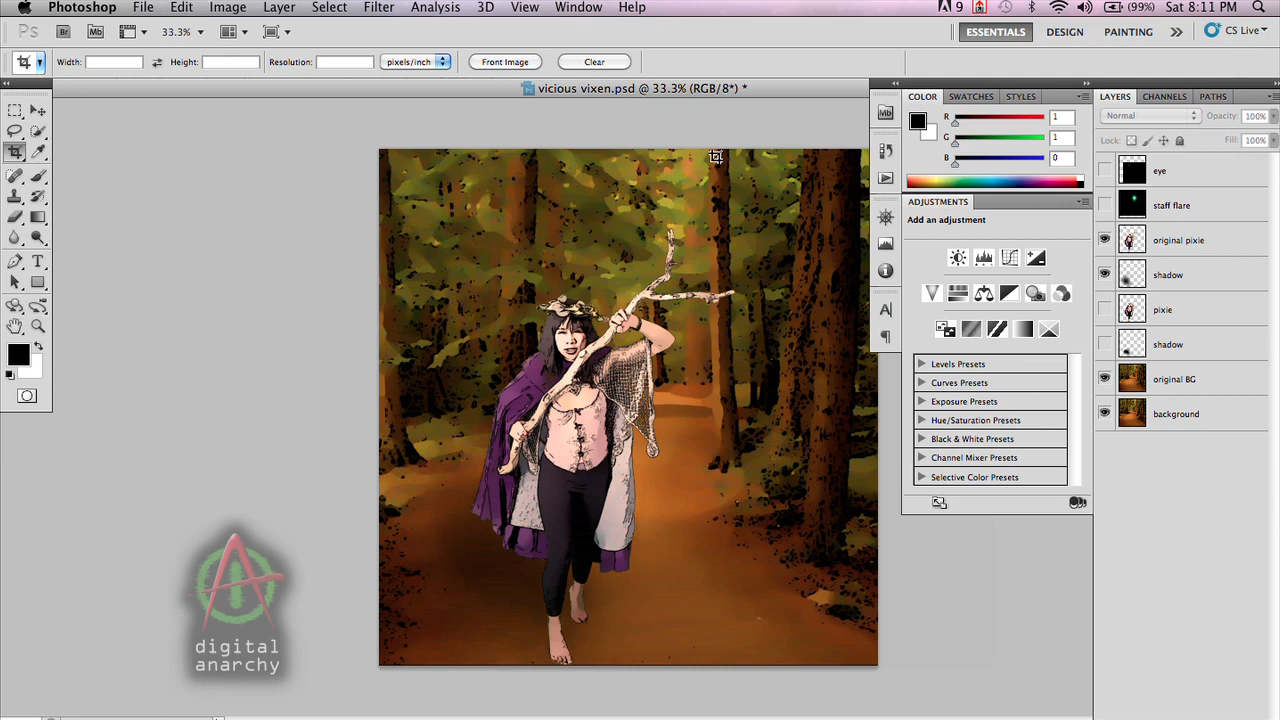 Photoshop File Edit Image Layer Select Filter Analysis 3D View Window Help 9 (99%) Sat 8:11 PM
Ps Br Mb 33.3% ESSENTIALS DESIGN PAINTING CS Live
Width: Height: Resolution: pixels/inch Front Image Clear
vicious vixen.psd @ 33.3% (RGB/8*) *
Mb
COLOR SWATCHES STYLES
R 1
G 1
B 0
ADJUSTMENTS
Add an adjustment
Levels Presets
Curves Presets
Exposure Presets
Hue/Saturation Presets
Black & White Presets
Channel Mixer Presets
Selective Color Presets
LAYERS CHANNELS PATHS
Normal Opacity: 100%
Lock: Fill: 100%
eye
staff flare
original pixie
shadow
pixie
shadow
original BG
background
digital
anarchy